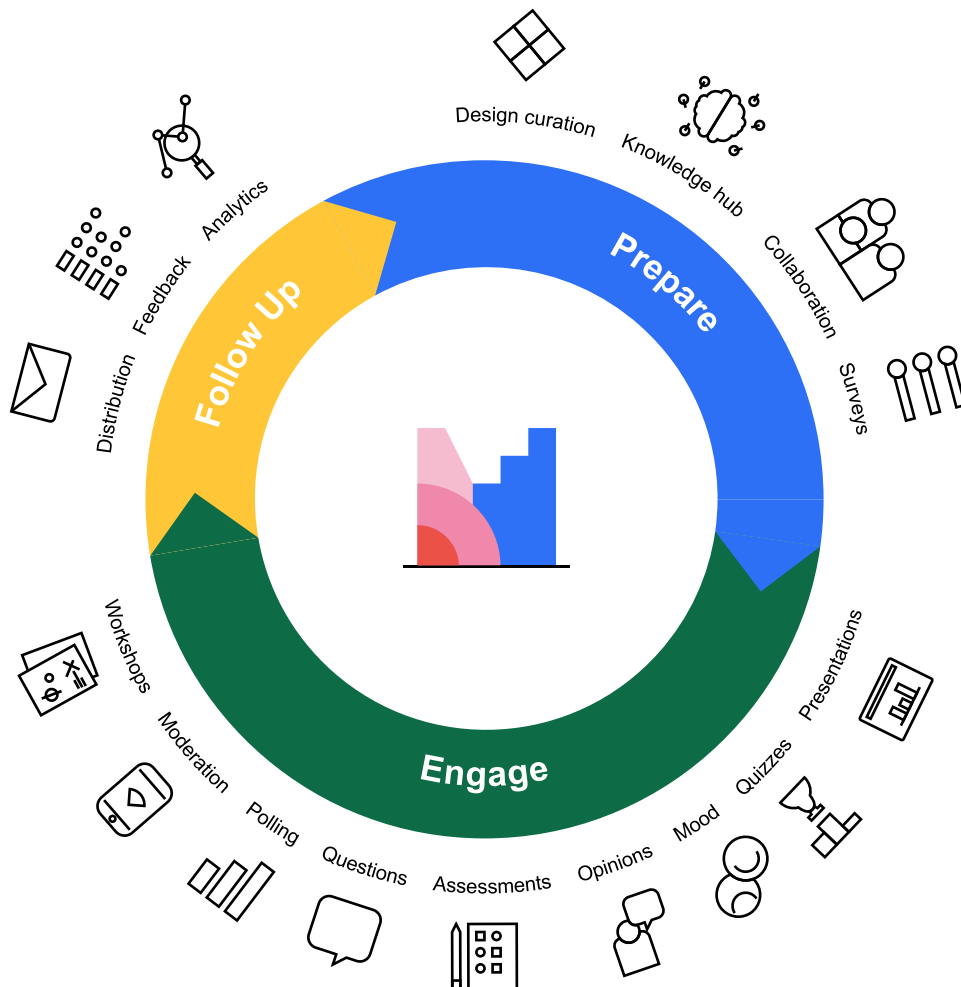 Design curation
Knowledge hub
Collaboration
Surveys
Prepare
Presentations
Quizzes
Mood
Opinions
Assessments
Questions
Polling
Moderation
Workshops
Engage
Distribution
Feedback
Analytics
Follow Up